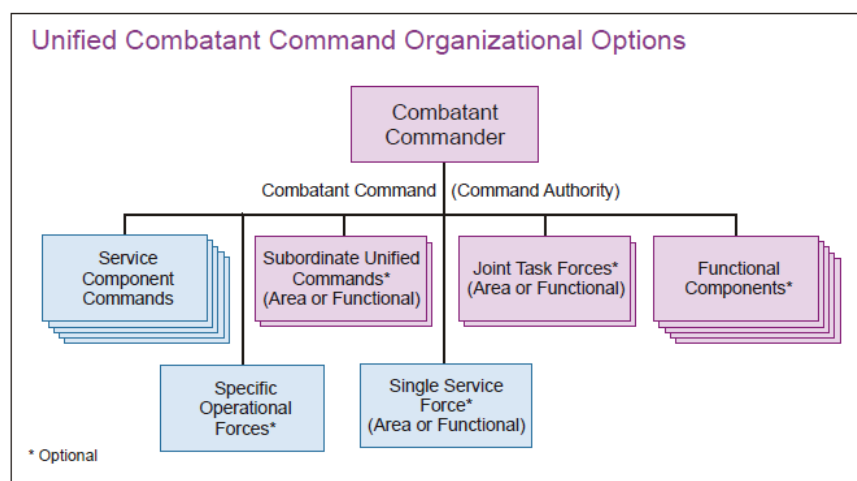 Unified Combatant Command Organizational Options
Combatant
Commander
Combatant Command (Command Authority)
Service
Component
Commands
Subordinate Unified
Commands*
(Area or Functional)
Joint Task Forces*
(Area or Functional)
Functional
Components*
Specific
Operational
Forces*
Single Service
Force*
(Area or Functional)
* Optional